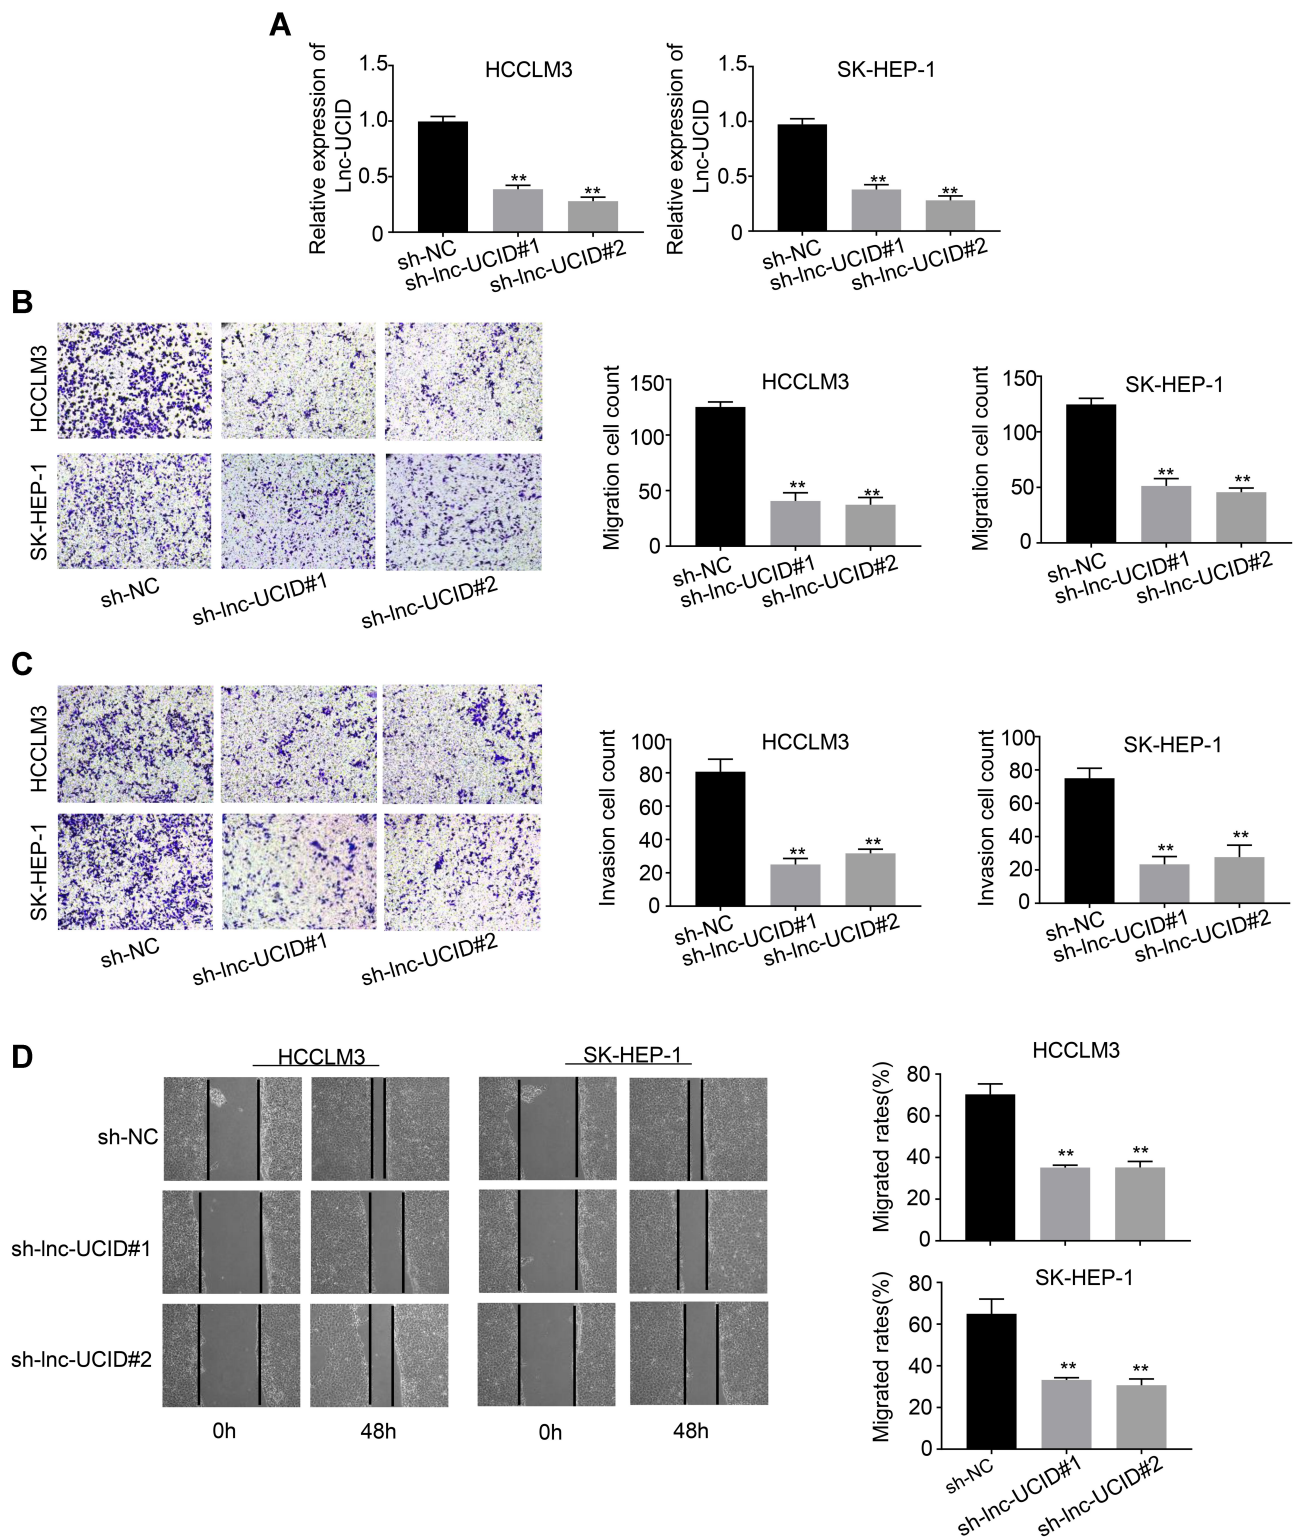 A
Relative expression of
Lnc-UCID
HCCLM3
1.5
1.0
0.5
0
**
**
sh-NC
sh-lnc-UCID#1
sh-lnc-UCID#2
Relative expression of
Lnc-UCID
SK-HEP-1
1.5
1.0
0.5
0
**
**
sh-NC
sh-lnc-UCID#1
sh-lnc-UCID#2
B
HCCLM3
SK-HEP-1
sh-NC
sh-lnc-UCID#1
sh-lnc-UCID#2
Migration cell count
HCCLM3
150
100
50
0
**
**
sh-NC
sh-lnc-UCID#1
sh-lnc-UCID#2
Migration cell count
SK-HEP-1
150
100
50
0
**
**
sh-NC
sh-lnc-UCID#1
sh-lnc-UCID#2
C
HCCLM3
SK-HEP-1
sh-NC
sh-lnc-UCID#1
sh-lnc-UCID#2
Invasion cell count
HCCLM3
100
80
60
40
20
0
**
**
sh-NC
sh-lnc-UCID#1
sh-lnc-UCID#2
Invasion cell count
SK-HEP-1
100
80
60
40
20
0
**
**
sh-NC
sh-lnc-UCID#1
sh-lnc-UCID#2
D
HCCLM3
SK-HEP-1
sh-NC
sh-lnc-UCID#1
sh-lnc-UCID#2
0h
48h
0h
48h
HCCLM3
Migrated rates(%)
80
60
40
20
0
**
**
SK-HEP-1
Migrated rates(%)
80
60
40
20
0
**
**
sh-NC
sh-lnc-UCID#1
sh-lnc-UCID#2